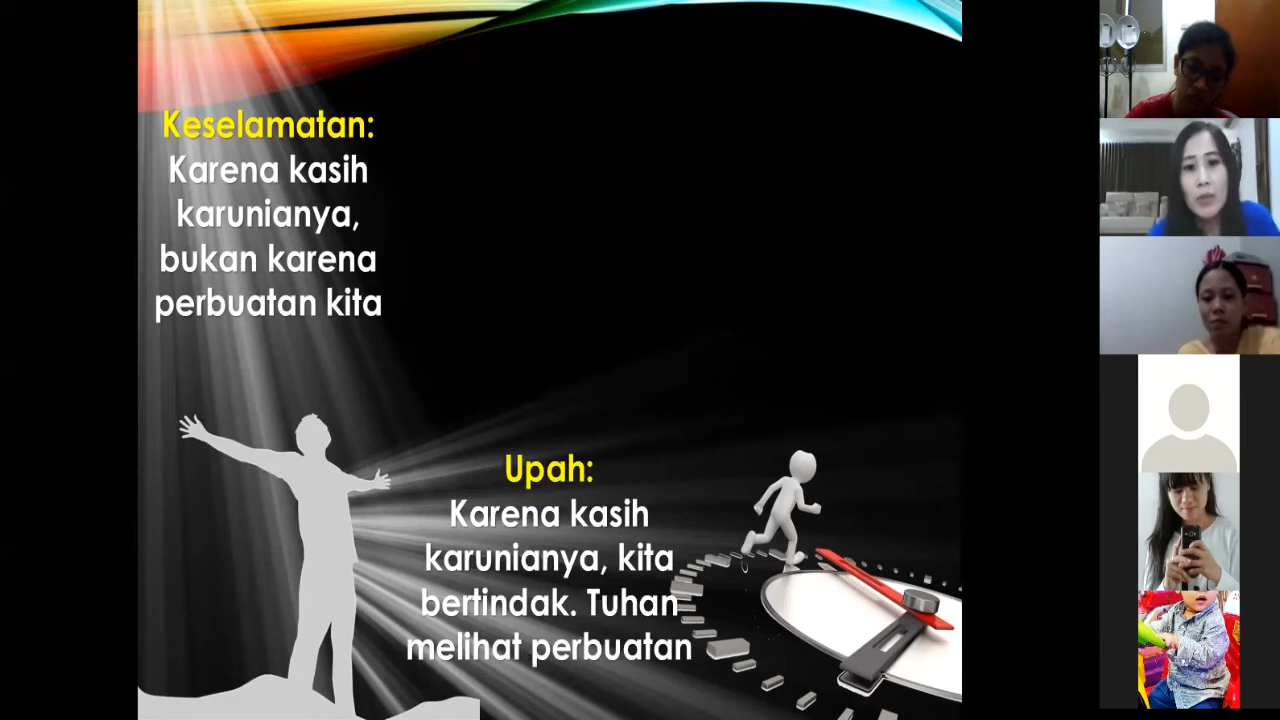 Keselamatan:
Karena kasih
karunianya,
bukan karena
perbuatan kita
Upah:
Karena kasih
karunianya, kita
bertindak. Tuhan
melihat perbuatan